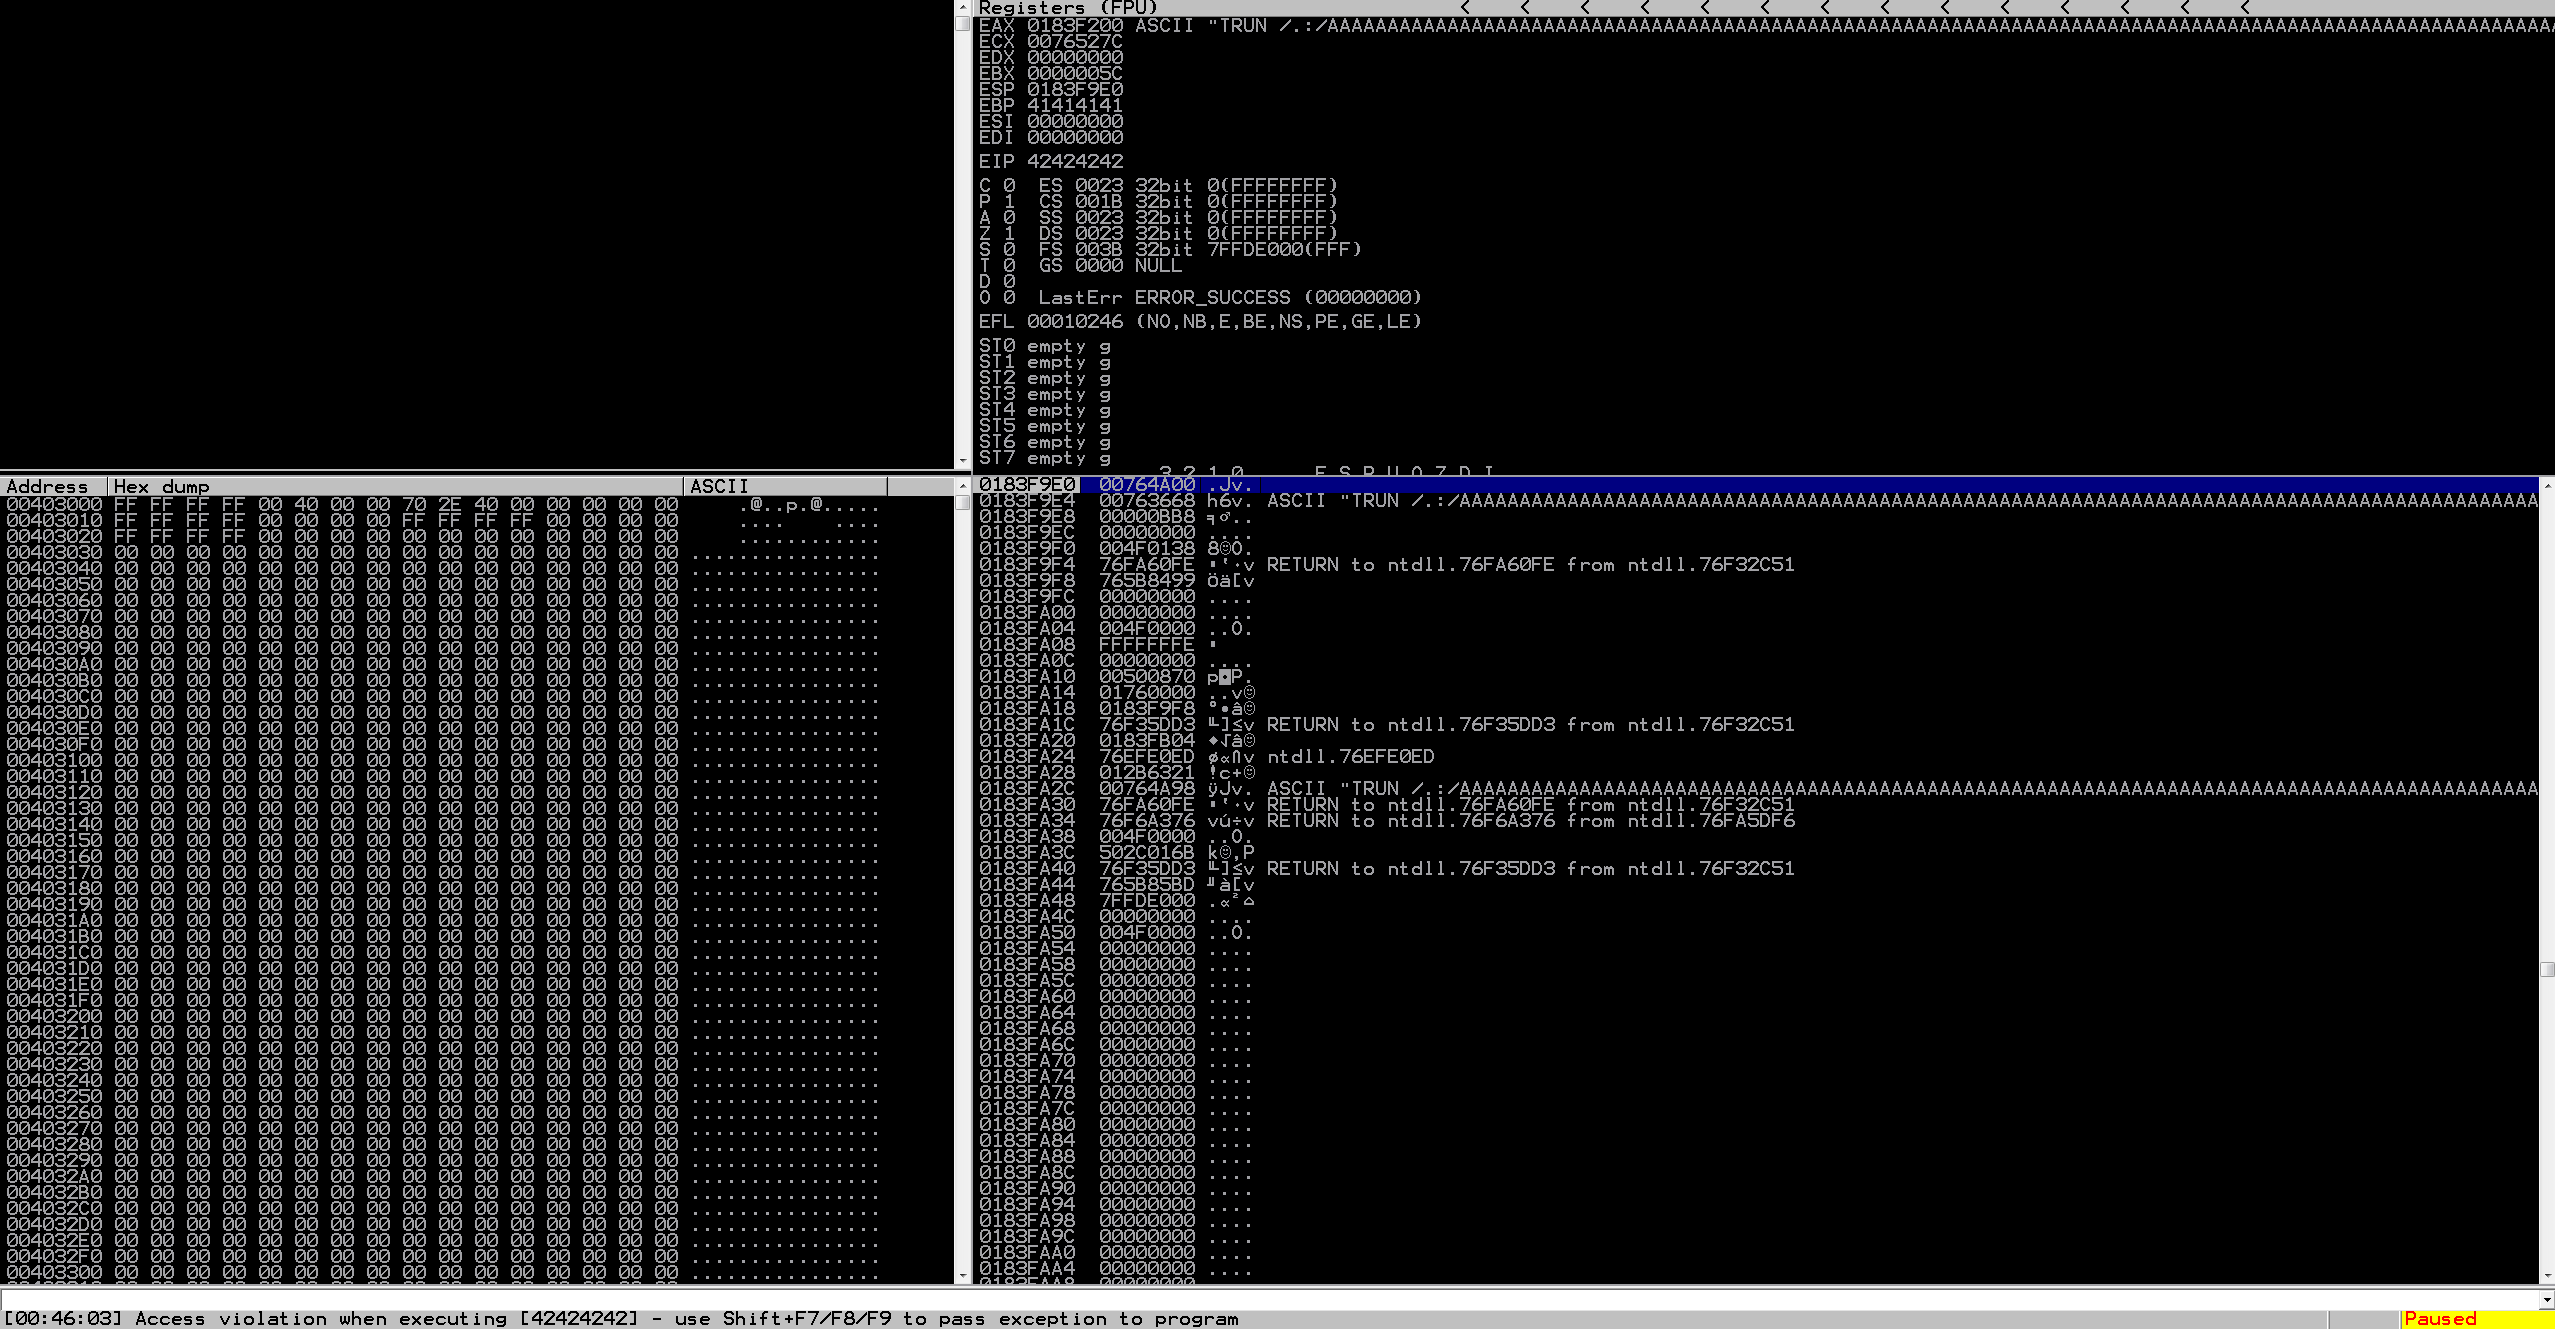 Registers (FPU) < < < < < < < < < < < < < <
EAX 0183F200 ASCII "TRUN /.:/AAAAAAAAAAAAAAAAAAAAAAAAAAAAAAAAAAAAAAAAAAAAAAAAAAAAAAAAAAAAAAAAAAAAAAAAAAAAAAAAAAAAAAAAAAAAAAAAAAAAAA
ECX 0076527C
EDX 00000000
EBX 0000005C
ESP 0183F9E0
EBP 41414141
ESI 00000000
EDI 00000000
EIP 42424242
C 0 ES 0023 32bit 0(FFFFFFFF)
P 1 CS 001B 32bit 0(FFFFFFFF)
A 0 SS 0023 32bit 0(FFFFFFFF)
Z 1 DS 0023 32bit 0(FFFFFFFF)
S 0 FS 003B 32bit 7FFDE000(FFF)
T 0 GS 0000 NULL
D 0
O 0 LastErr ERROR_SUCCESS (00000000)
EFL 00010246 (NO,NB,E,BE,NS,PE,GE,LE)
ST0 empty g
ST1 empty g
ST2 empty g
ST3 empty g
ST4 empty g
ST5 empty g
ST6 empty g
ST7 empty g
3 2 1 0 E S P U O Z D I
Address Hex dump ASCII
00403000 FF FF FF FF 00 40 00 00 70 2E 40 00 00 00 00 00 .@..p.@.....
00403010 FF FF FF FF 00 00 00 00 FF FF FF FF 00 00 00 00 .... ....
00403020 FF FF FF FF 00 00 00 00 00 00 00 00 00 00 00 00 ............
00403030 00 00 00 00 00 00 00 00 00 00 00 00 00 00 00 00 ................
00403040 00 00 00 00 00 00 00 00 00 00 00 00 00 00 00 00 ................
00403050 00 00 00 00 00 00 00 00 00 00 00 00 00 00 00 00 ................
00403060 00 00 00 00 00 00 00 00 00 00 00 00 00 00 00 00 ................
00403070 00 00 00 00 00 00 00 00 00 00 00 00 00 00 00 00 ................
00403080 00 00 00 00 00 00 00 00 00 00 00 00 00 00 00 00 ................
00403090 00 00 00 00 00 00 00 00 00 00 00 00 00 00 00 00 ................
004030A0 00 00 00 00 00 00 00 00 00 00 00 00 00 00 00 00 ................
004030B0 00 00 00 00 00 00 00 00 00 00 00 00 00 00 00 00 ................
004030C0 00 00 00 00 00 00 00 00 00 00 00 00 00 00 00 00 ................
004030D0 00 00 00 00 00 00 00 00 00 00 00 00 00 00 00 00 ................
004030E0 00 00 00 00 00 00 00 00 00 00 00 00 00 00 00 00 ................
004030F0 00 00 00 00 00 00 00 00 00 00 00 00 00 00 00 00 ................
00403100 00 00 00 00 00 00 00 00 00 00 00 00 00 00 00 00 ................
00403110 00 00 00 00 00 00 00 00 00 00 00 00 00 00 00 00 ................
00403120 00 00 00 00 00 00 00 00 00 00 00 00 00 00 00 00 ................
00403130 00 00 00 00 00 00 00 00 00 00 00 00 00 00 00 00 ................
00403140 00 00 00 00 00 00 00 00 00 00 00 00 00 00 00 00 ................
00403150 00 00 00 00 00 00 00 00 00 00 00 00 00 00 00 00 ................
00403160 00 00 00 00 00 00 00 00 00 00 00 00 00 00 00 00 ................
00403170 00 00 00 00 00 00 00 00 00 00 00 00 00 00 00 00 ................
00403180 00 00 00 00 00 00 00 00 00 00 00 00 00 00 00 00 ................
00403190 00 00 00 00 00 00 00 00 00 00 00 00 00 00 00 00 ................
004031A0 00 00 00 00 00 00 00 00 00 00 00 00 00 00 00 00 ................
004031B0 00 00 00 00 00 00 00 00 00 00 00 00 00 00 00 00 ................
004031C0 00 00 00 00 00 00 00 00 00 00 00 00 00 00 00 00 ................
004031D0 00 00 00 00 00 00 00 00 00 00 00 00 00 00 00 00 ................
004031E0 00 00 00 00 00 00 00 00 00 00 00 00 00 00 00 00 ................
004031F0 00 00 00 00 00 00 00 00 00 00 00 00 00 00 00 00 ................
00403200 00 00 00 00 00 00 00 00 00 00 00 00 00 00 00 00 ................
00403210 00 00 00 00 00 00 00 00 00 00 00 00 00 00 00 00 ................
00403220 00 00 00 00 00 00 00 00 00 00 00 00 00 00 00 00 ................
00403230 00 00 00 00 00 00 00 00 00 00 00 00 00 00 00 00 ................
00403240 00 00 00 00 00 00 00 00 00 00 00 00 00 00 00 00 ................
00403250 00 00 00 00 00 00 00 00 00 00 00 00 00 00 00 00 ................
00403260 00 00 00 00 00 00 00 00 00 00 00 00 00 00 00 00 ................
00403270 00 00 00 00 00 00 00 00 00 00 00 00 00 00 00 00 ................
00403280 00 00 00 00 00 00 00 00 00 00 00 00 00 00 00 00 ................
00403290 00 00 00 00 00 00 00 00 00 00 00 00 00 00 00 00 ................
004032A0 00 00 00 00 00 00 00 00 00 00 00 00 00 00 00 00 ................
004032B0 00 00 00 00 00 00 00 00 00 00 00 00 00 00 00 00 ................
004032C0 00 00 00 00 00 00 00 00 00 00 00 00 00 00 00 00 ................
004032D0 00 00 00 00 00 00 00 00 00 00 00 00 00 00 00 00 ................
004032E0 00 00 00 00 00 00 00 00 00 00 00 00 00 00 00 00 ................
004032F0 00 00 00 00 00 00 00 00 00 00 00 00 00 00 00 00 ................
00403300 00 00 00 00 00 00 00 00 00 00 00 00 00 00 00 00 ................
0183F9E0 00764A00 .Jv.
0183F9E4 00763668 h6v. ASCII "TRUN /.:/AAAAAAAAAAAAAAAAAAAAAAAAAAAAAAAAAAAAAAAAAAAAAAAAAAAAAAAAAAAAAAAAAAAAAAAAAAAAAAAAAAAAAAAAAA
0183F9E8 00000BB8 ╕♂..
0183F9EC 00000000 ....
0183F9F0 004F0138 8☺O.
0183F9F4 76FA60FE ■`·v RETURN to ntdll.76FA60FE from ntdll.76F32C51
0183F9F8 765B8499 Öä[v
0183F9FC 00000000 ....
0183FA00 00000000 ....
0183FA04 004F0000 ..O.
0183FA08 FFFFFFFE ■
0183FA0C 00000000 ....
0183FA10 00500870 p◘P.
0183FA14 01760000 ..v☺
0183FA18 0183F9F8 °∙â☺
0183FA1C 76F35DD3 ╙]≤v RETURN to ntdll.76F35DD3 from ntdll.76F32C51
0183FA20 0183FB04 ♦√â☺
0183FA24 76EFE0ED φα∩v ntdll.76EFE0ED
0183FA28 012B6321 !c+☺
0183FA2C 00764A98 ÿJv. ASCII "TRUN /.:/AAAAAAAAAAAAAAAAAAAAAAAAAAAAAAAAAAAAAAAAAAAAAAAAAAAAAAAAAAAAAAAAAAAAAAAAAAAAAAAAAAAAAAAAAA
0183FA30 76FA60FE ■`·v RETURN to ntdll.76FA60FE from ntdll.76F32C51
0183FA34 76F6A376 vú÷v RETURN to ntdll.76F6A376 from ntdll.76FA5DF6
0183FA38 004F0000 ..O.
0183FA3C 502C016B k☺,P
0183FA40 76F35DD3 ╙]≤v RETURN to ntdll.76F35DD3 from ntdll.76F32C51
0183FA44 765B85BD ╜à[v
0183FA48 7FFDE000 .α²⌂
0183FA4C 00000000 ....
0183FA50 004F0000 ..O.
0183FA54 00000000 ....
0183FA58 00000000 ....
0183FA5C 00000000 ....
0183FA60 00000000 ....
0183FA64 00000000 ....
0183FA68 00000000 ....
0183FA6C 00000000 ....
0183FA70 00000000 ....
0183FA74 00000000 ....
0183FA78 00000000 ....
0183FA7C 00000000 ....
0183FA80 00000000 ....
0183FA84 00000000 ....
0183FA88 00000000 ....
0183FA8C 00000000 ....
0183FA90 00000000 ....
0183FA94 00000000 ....
0183FA98 00000000 ....
0183FA9C 00000000 ....
0183FAA0 00000000 ....
0183FAA4 00000000 ....
0183FAA8 00000000
[00:46:03] Access violation when executing [42424242] - use Shift+F7/F8/F9 to pass exception to program
Paused